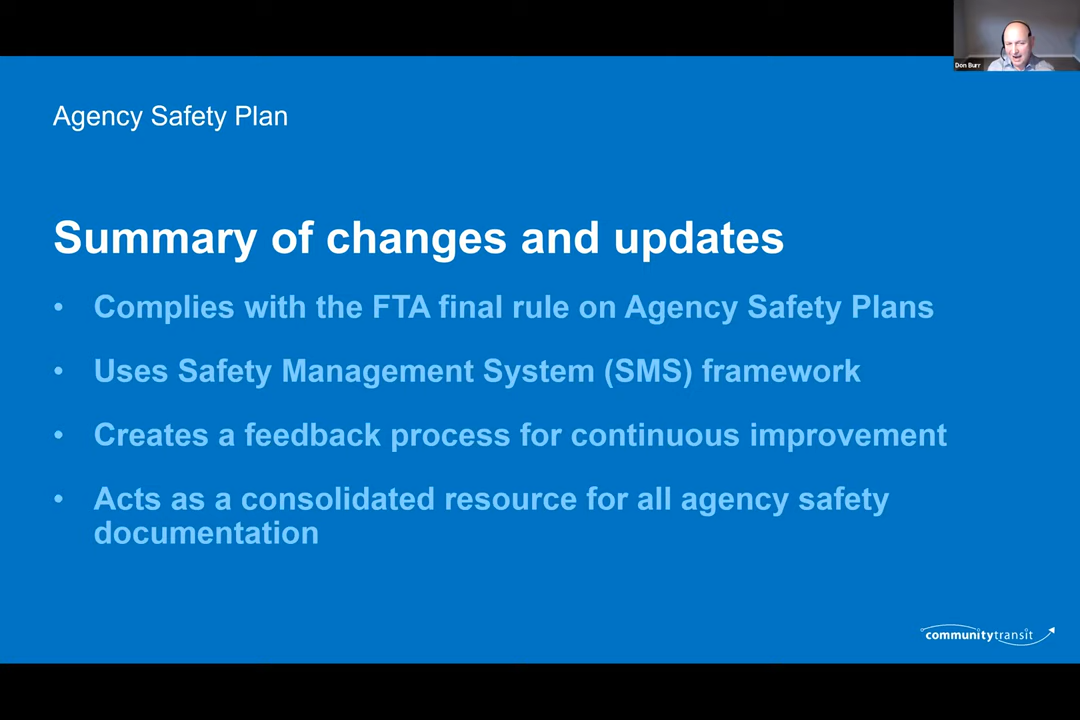 Don Burr
Agency Safety Plan
Summary of changes and updates
• Complies with the FTA final rule on Agency Safety Plans
• Uses Safety Management System (SMS) framework
• Creates a feedback process for continuous improvement
• Acts as a consolidated resource for all agency safety
documentation
communitytransit